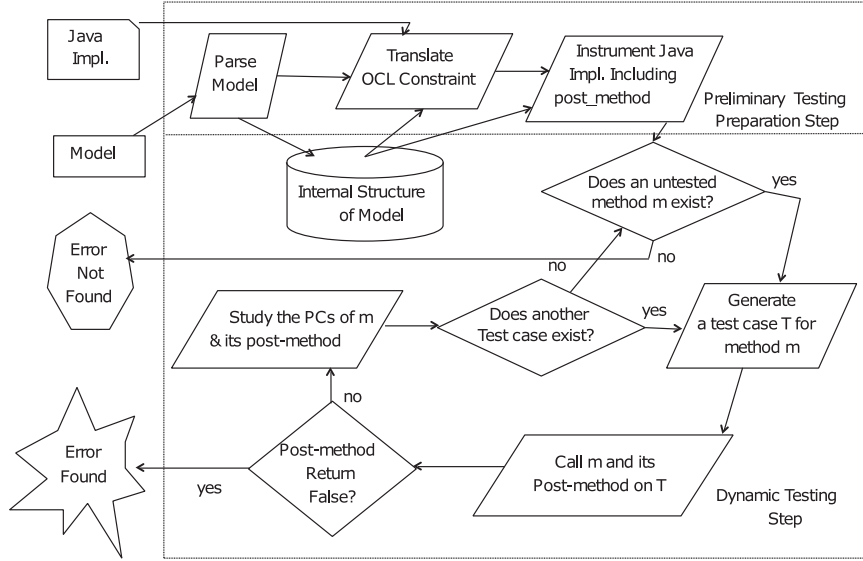 Java
Impl.
Parse
Model
Translate
OCL Constraint
Instrument Java
Impl. Including
post_method
Preliminary Testing
Preparation Step
Model
Internal Structure
of Model
Does an untested
method m exist?
yes
no
no
Error
Not
Found
Study the PCs of m
& its post-method
Does another
Test case exist?
yes
Generate
a test case T for
method m
no
Error
Found
yes
Post-method
Return
False?
Call m and its
Post-method on T
Dynamic Testing
Step